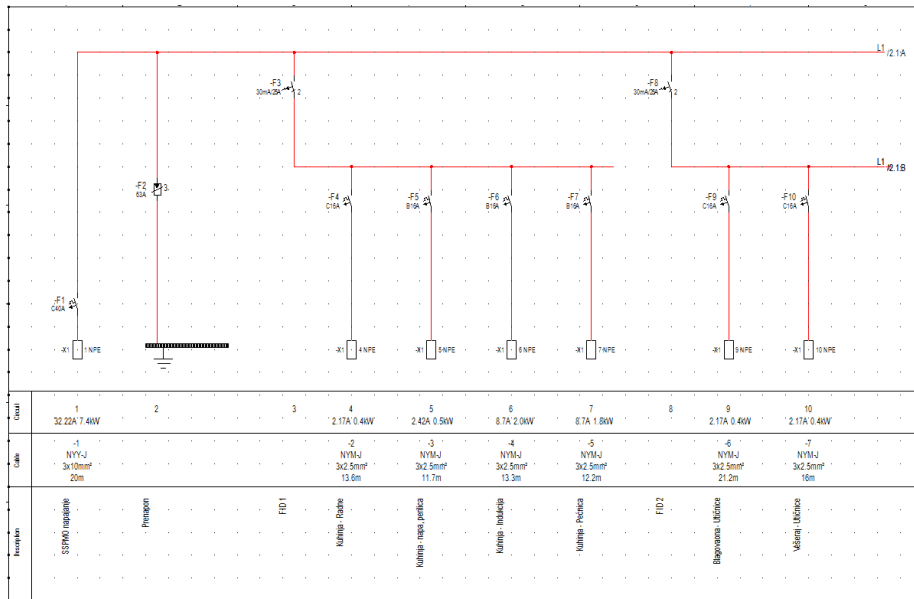 L1
/2.1:A
-F3
30mA/25A
2
-F8
30mA/25A
2
L1
/2.1:B
-F2
63A
3
-F4
C16A
-F5
B16A
-F6
B16A
-F7
B16A
-F9
C16A
-F10
C16A
-F1
C40A
-X1 1 NPE
-X1 4 NPE
-X1 5 NPE
-X1 6 NPE
-X1 7 NPE
-X1 9 NPE
-X1 10 NPE
Circuit 1 2 3 4 5 6 7 8 9 10
32.22A 7.4kW 2.17A 0.4kW 2.42A 0.5kW 8.7A 2.0kW 8.7A 1.8kW 2.17A 0.4kW 2.17A 0.4kW
Cable -1 -2 -3 -4 -5 -6 -7
NYY-J NYM-J NYM-J NYM-J NYM-J NYM-J NYM-J
3x10mm² 3x2.5mm² 3x2.5mm² 3x2.5mm² 3x2.5mm² 3x2.5mm² 3x2.5mm²
20m 13.6m 11.7m 13.3m 12.2m 21.2m 16m
Description
SSPMO napajanje
Prenapon
FID 1
Kuhinja - Radne
Kuhinja - napa, perilica
Kuhinja - Indukcija
Kuhinja - Pećnica
FID 2
Blagovaona - Utičnice
Vešeraj - Utičnice